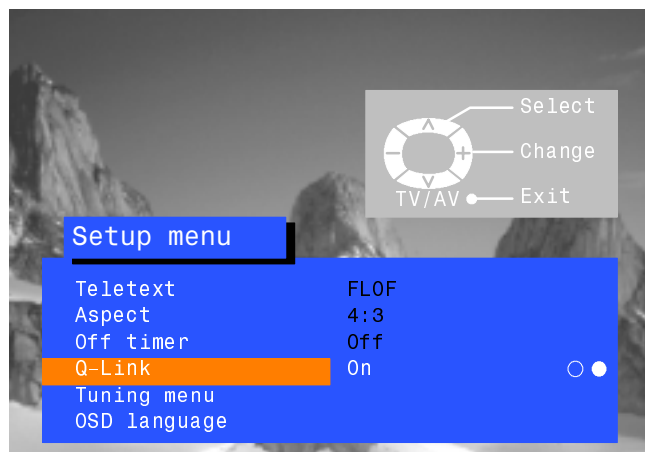 Select
Change
TV/AV Exit
Setup menu
Teletext FLOF
Aspect 4:3
Off timer Off
Q-Link On
Tuning menu
OSD language